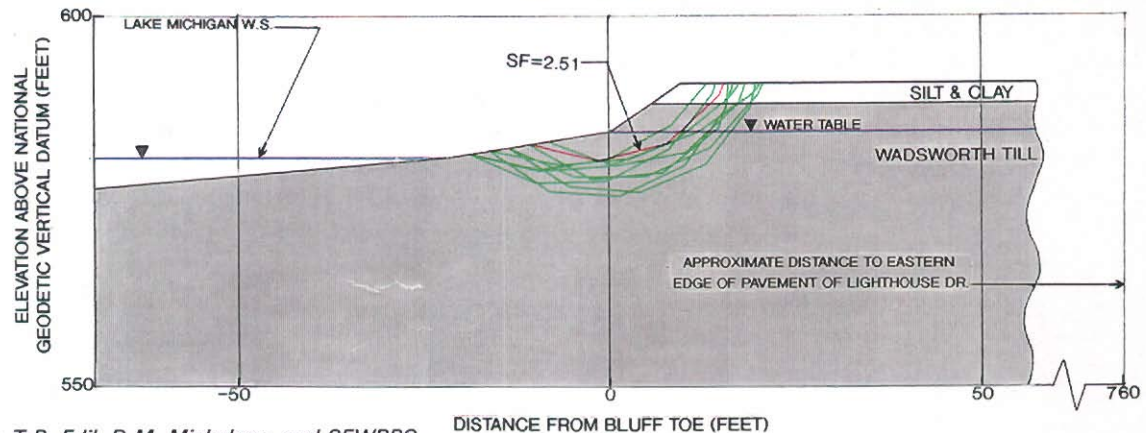 600
LAKE MICHIGAN W.S.
SF=2.51
SILT & CLAY
WATER TABLE
WADSWORTH TILL
APPROXIMATE DISTANCE TO EASTERN
EDGE OF PAVEMENT OF LIGHTHOUSE DR.
ELEVATION ABOVE NATIONAL
GEODETIC VERTICAL DATUM (FEET)
550
-50
0
50
760
DISTANCE FROM BLUFF TOE (FEET)